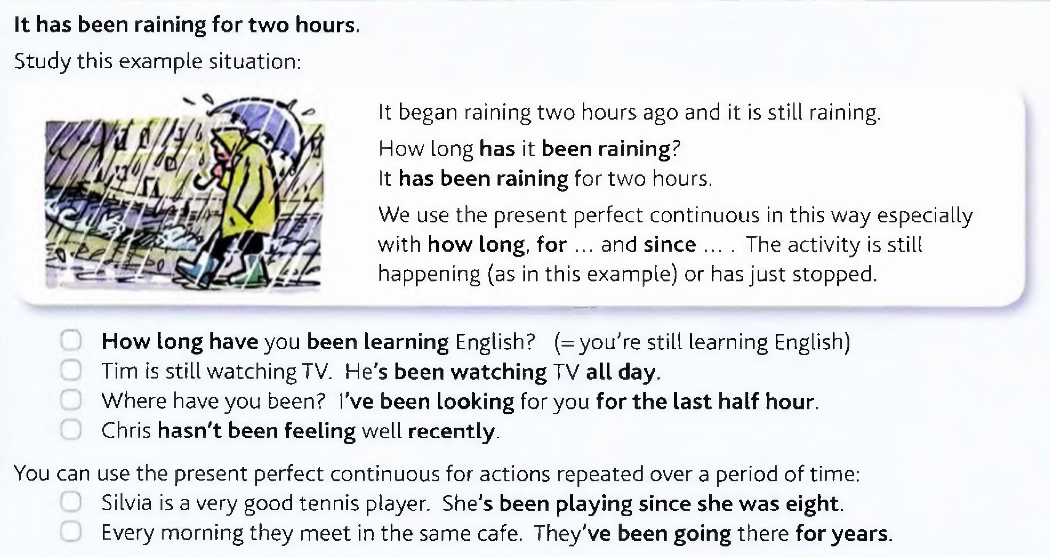 It has been raining for two hours.
Study this example situation:
It began raining two hours ago and it is still raining.
How long has it been raining?
It has been raining for two hours.
We use the present perfect continuous in this way especially
with how long, for ... and since ... . The activity is still
happening (as in this example) or has just stopped.
How long have you been learning English? (= you're still learning English)
Tim is still watching TV. He's been watching TV all day.
Where have you been? I've been looking for you for the last half hour.
Chris hasn't been feeling well recently.
You can use the present perfect continuous for actions repeated over a period of time:
Silvia is a very good tennis player. She's been playing since she was eight.
Every morning they meet in the same cafe. They've been going there for years.